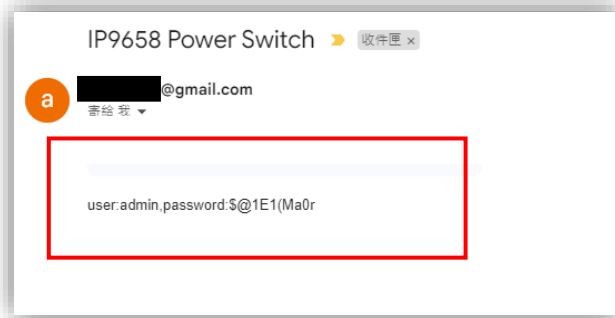 IP9658 Power Switch 收件匣 ×
a
@gmail.com
寄給 我
user:admin,password:$@1E1(Ma0r